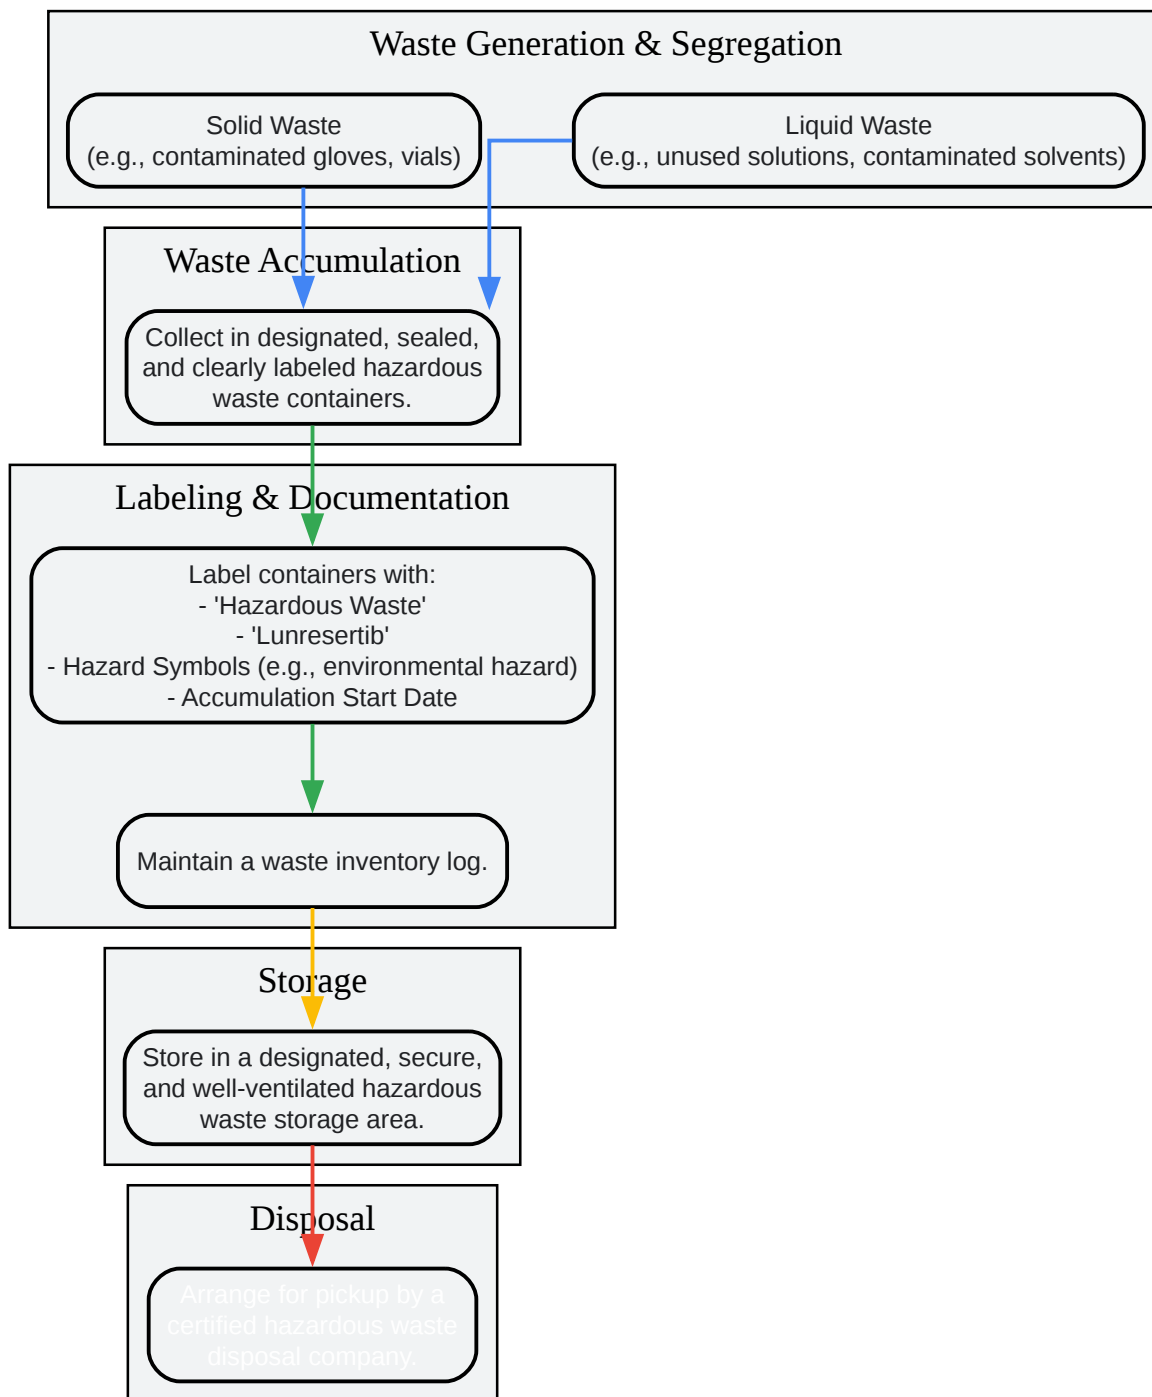 Waste Generation & Segregation
Solid Waste
(e.g., contaminated gloves, vials)
Liquid Waste
(e.g., unused solutions, contaminated solvents)
Waste Accumulation
Collect in designated, sealed,
and clearly labeled hazardous
waste containers.
Labeling & Documentation
Label containers with:
- 'Hazardous Waste'
- 'Lunresertib'
- Hazard Symbols (e.g., environmental hazard)
- Accumulation Start Date
Maintain a waste inventory log.
Storage
Store in a designated, secure,
and well-ventilated hazardous
waste storage area.
Disposal
Arrange for pickup by a
certified hazardous waste
disposal company.